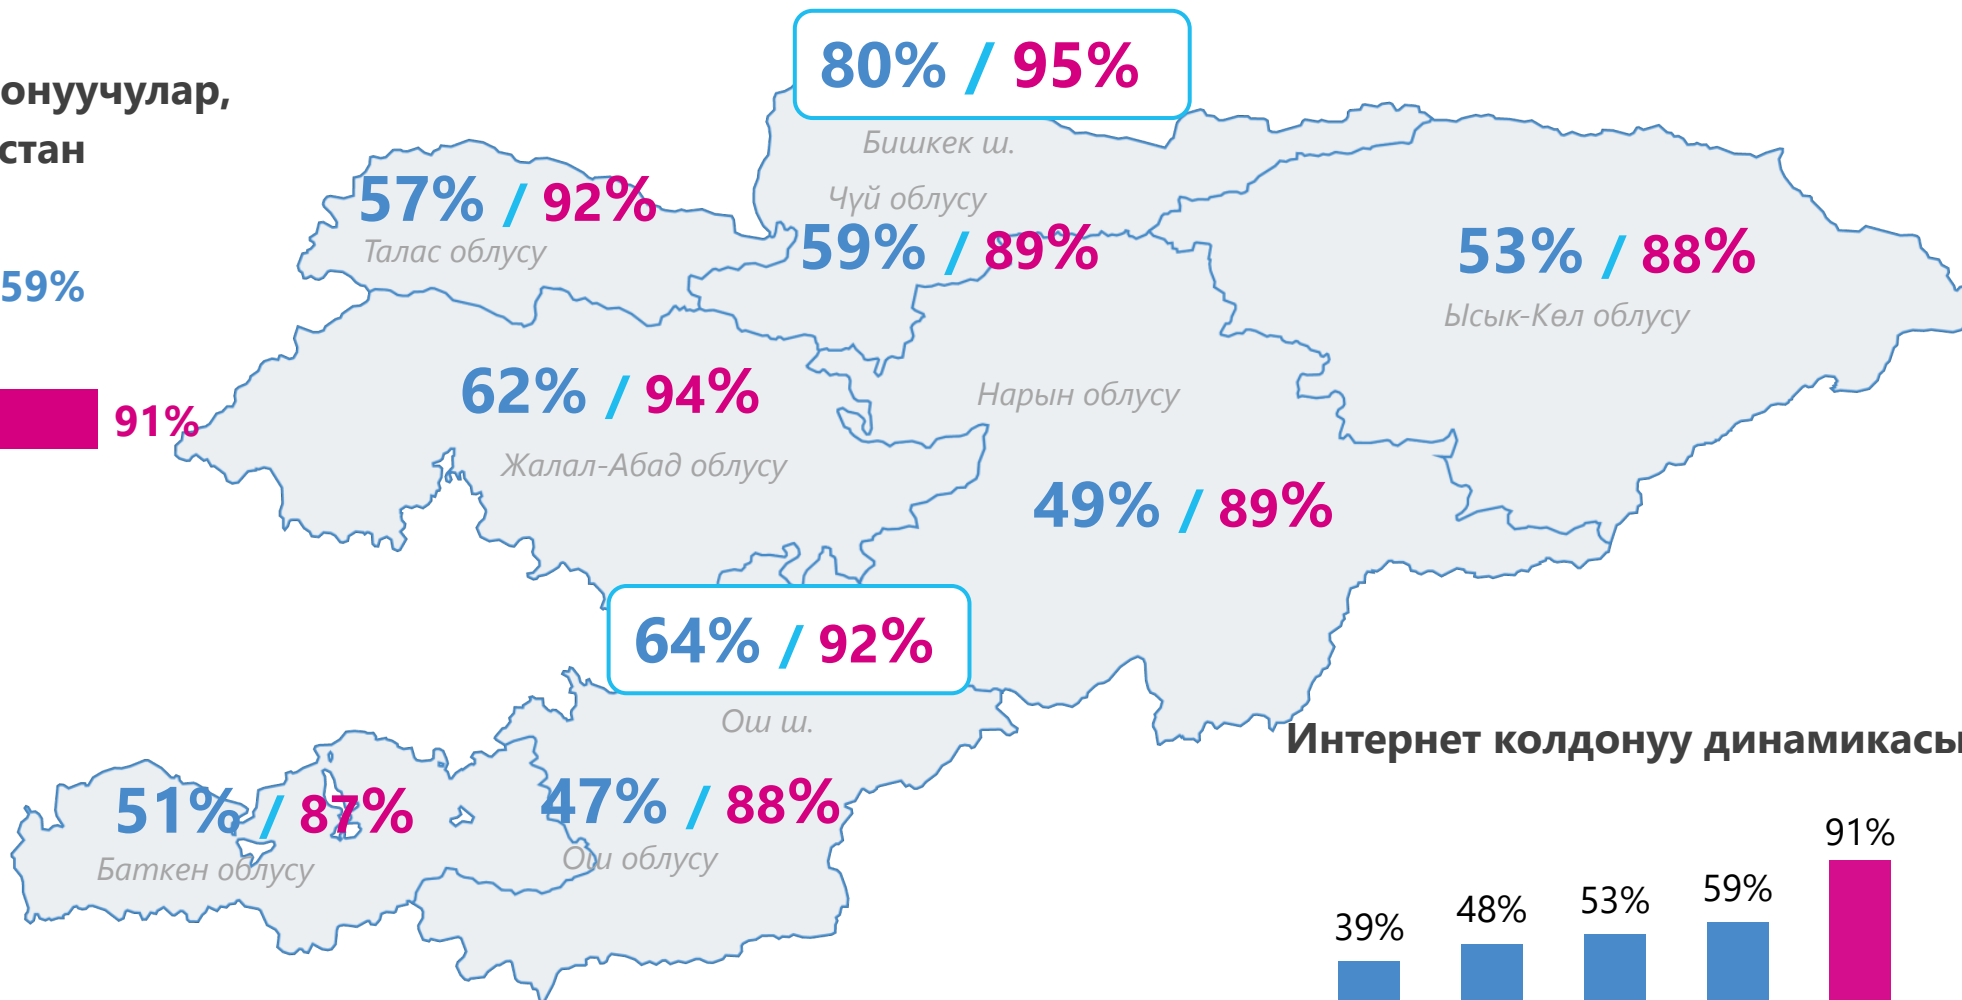 80% / 95%
онуучулар,
стан
Бишкек ш.
Чүй облусу
57% / 92%
Талас облусу
59% / 89%
53% / 88%
Ысык-Көл облусу
59%
62% / 94%
Нарын облусу
91%
Жалал-Абад облусу
49% / 89%
64% / 92%
Ош ш.
Интернет колдонуу динамикасы
51% / 87%
47% / 88%
Баткен облусу
Ош облусу
91%
59%
53%
48%
39%